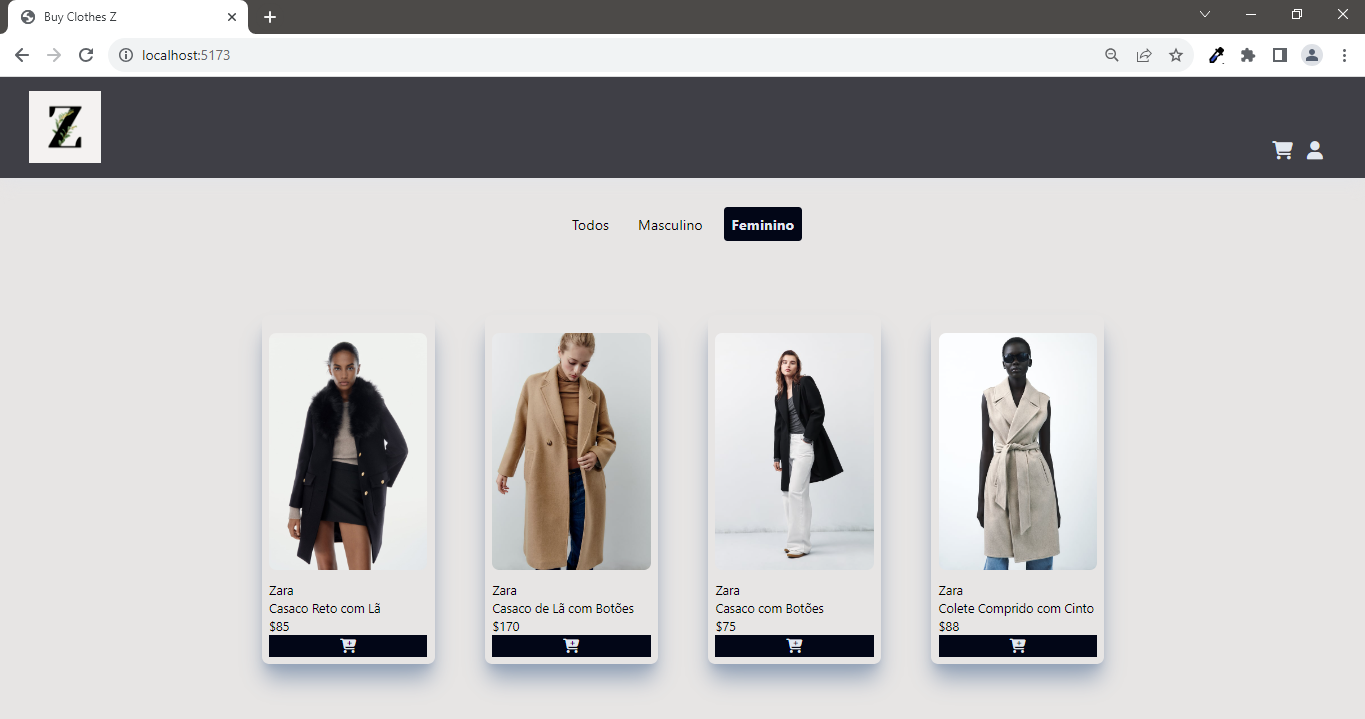 Buy Clothes Z
localhost:5173
Z
Todos Masculino Feminino
Zara
Casaco Reto com Lã
$85
Zara
Casaco de Lã com Botões
$170
Zara
Casaco com Botões
$75
Zara
Colete Comprido com Cinto
$88